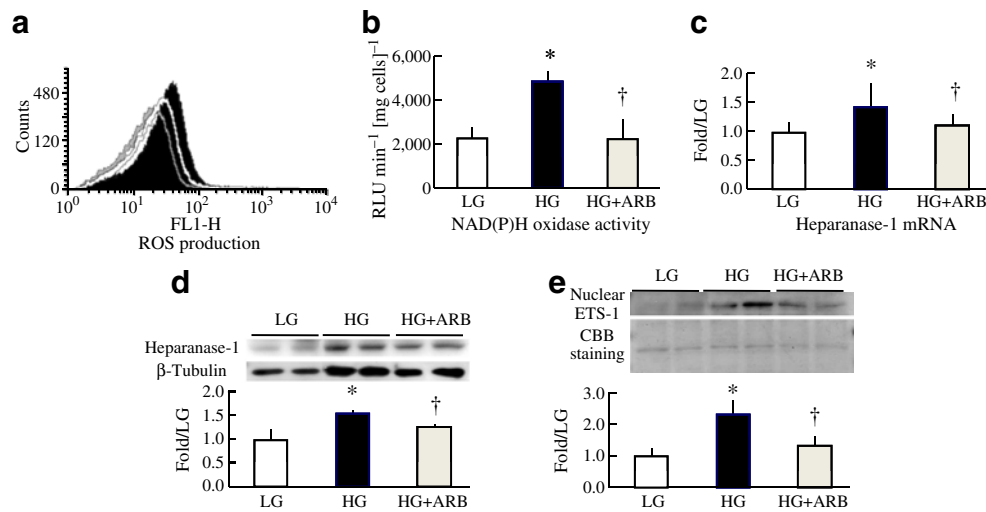 a
Counts
480
120
0
10^0 10^1 10^2 10^3 10^4
FL1-H
ROS production
b
RLU min⁻¹ [mg cells]⁻¹
6,000
4,000
2,000
0
*
†
LG HG HG+ARB
NAD(P)H oxidase activity
c
Fold/LG
2.0
1.5
1.0
0.5
0.0
*
†
LG HG HG+ARB
Heparanase-1 mRNA
d
LG HG HG+ARB
Heparanase-1
β-Tubulin
Fold/LG
2.0
1.5
1.0
0.5
0.0
*
†
LG HG HG+ARB
e
LG HG HG+ARB
Nuclear
ETS-1
CBB
staining
Fold/LG
3.0
2.0
1.0
0.0
*
†
LG HG HG+ARB